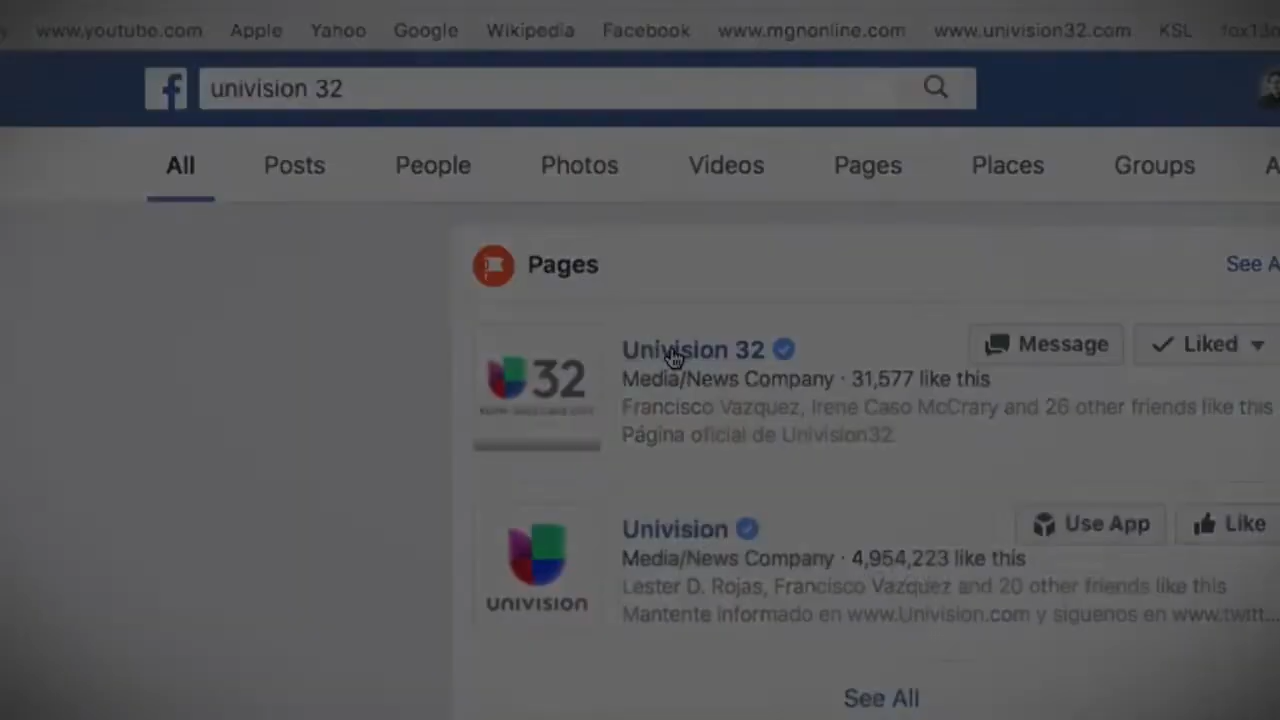 www.youtube.com Apple Yahoo Google Wikipedia Facebook www.mgnonline.com www.univision32.com KSL
univision 32
All Posts People Photos Videos Pages Places Groups
Pages
See A
32
Univision 32
Message Liked
Media/News Company · 31,577 like this
Francisco Vazquez, Irene Caso McCrary and 26 other friends like this
Página oficial de Univision32
UNIVISION
Univision
Use App Like
Media/News Company · 4,954,223 like this
Lester D. Rojas, Francisco Vazquez and 20 other friends like this
Mantente informado en www.Univision.com y siguenos en www.twitt...
See All